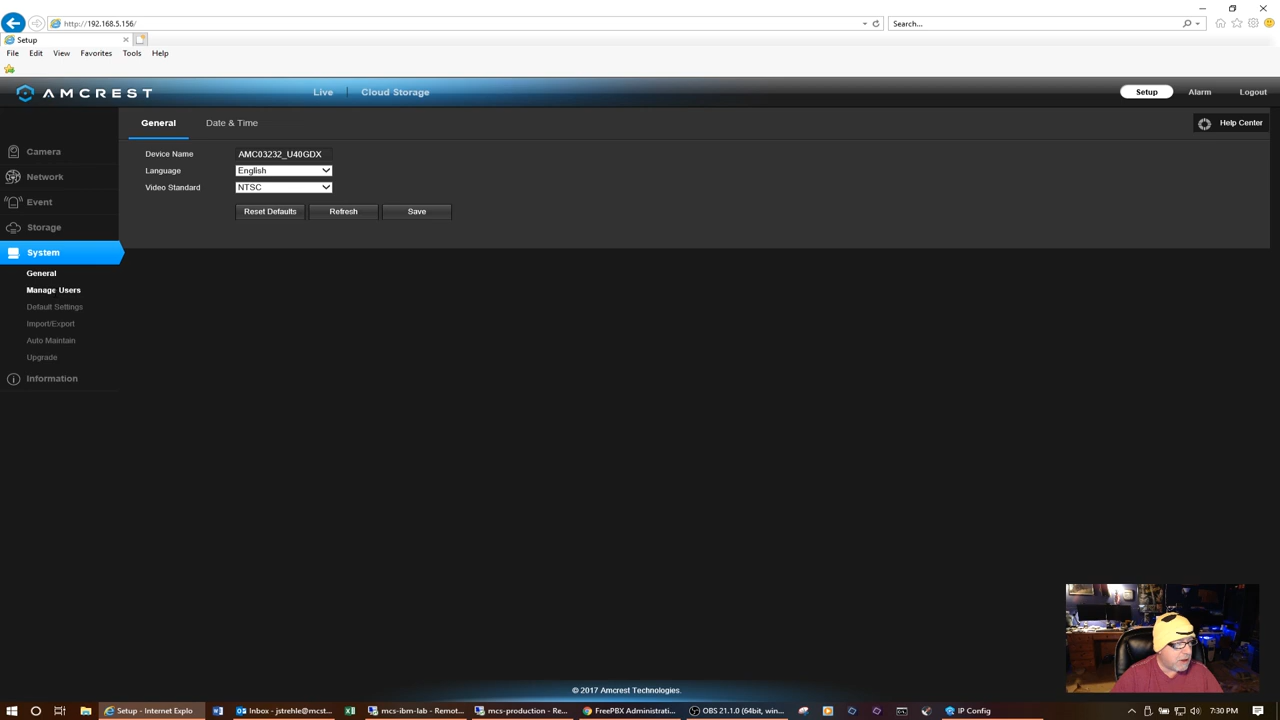 http://192.168.5.156/
Search...
Setup
File Edit View Favorites Tools Help
AMCREST
Live
Cloud Storage
Setup
Alarm
Logout
General
Date & Time
Help Center
Camera
Network
Event
Storage
System
General
Manage Users
Default Settings
Import/Export
Auto Maintain
Upgrade
Information
Device Name AMC03232_U40GDX
Language English
Video Standard NTSC
Reset Defaults Refresh Save
© 2017 Amcrest Technologies.
Setup - Internet Explo
Inbox - jstrehle@mcst...
mcs-ibm-lab - Remot...
mcs-production - Re...
FreePBX Administrati...
OBS 21.1.0 (64bit, win...
IP Config
7:30 PM